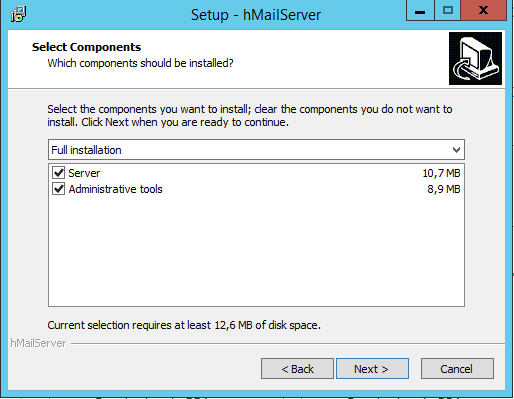 Setup - hMailServer
Select Components
Which components should be installed?
Select the components you want to install; clear the components you do not want to
install. Click Next when you are ready to continue.
Full installation
Server 10,7 MB
Administrative tools 8,9 MB
Current selection requires at least 12,6 MB of disk space.
hMailServer
< Back Next > Cancel